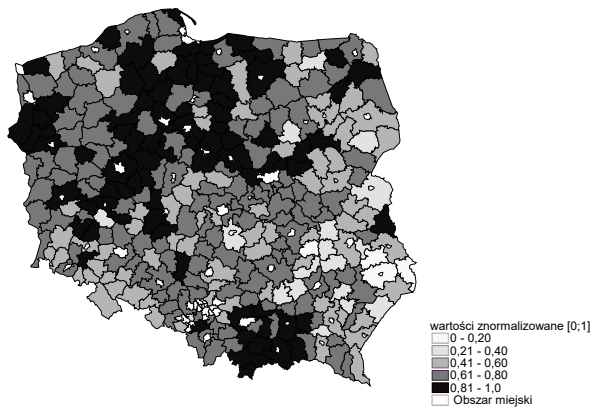 wartości znormalizowane [0;1]
0 - 0,20
0,21 - 0,40
0,41 - 0,60
0,61 - 0,80
0,81 - 1,0
Obszar miejski